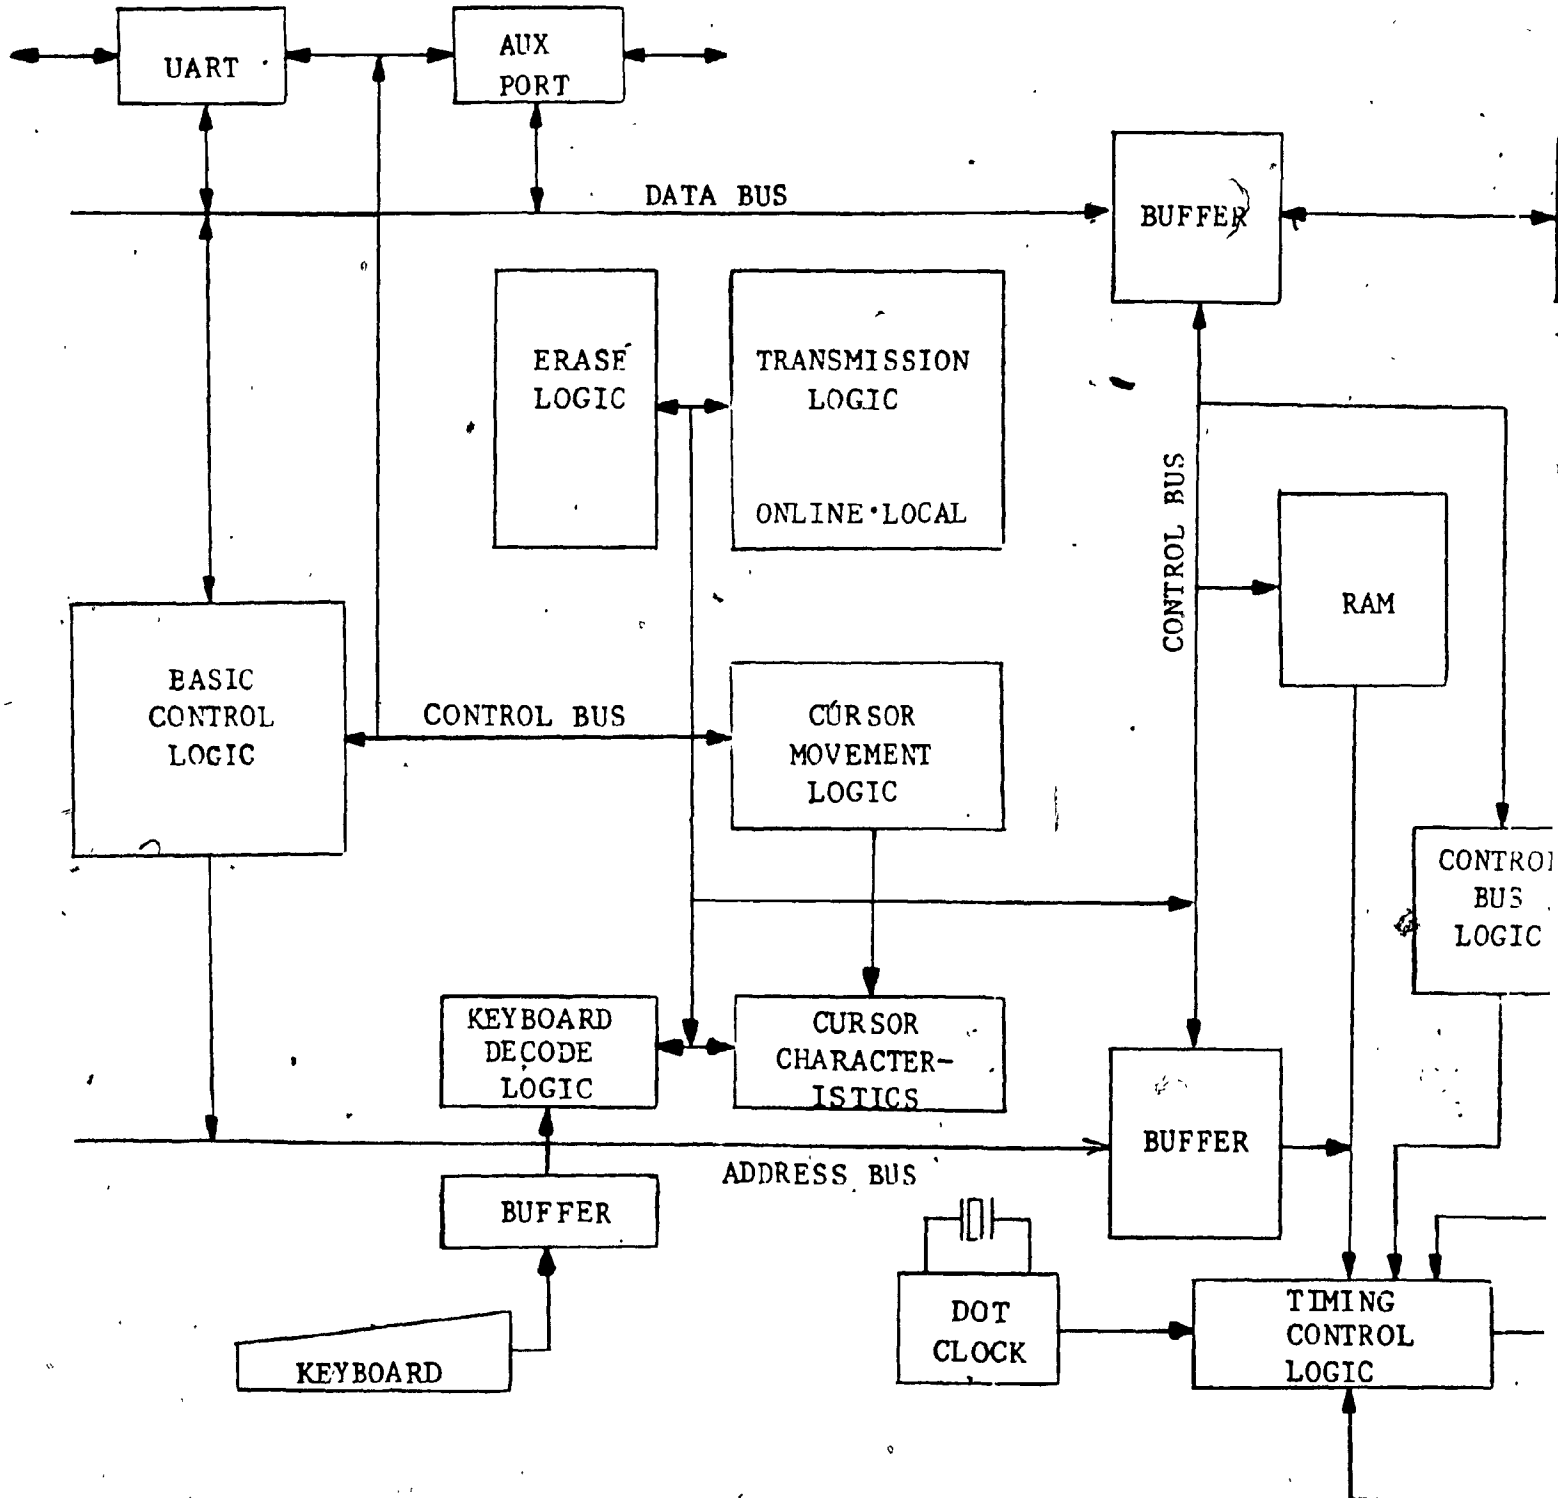 UART
AUX
PORT
DATA BUS
BUFFER
ERASE
LOGIC
TRANSMISSION
LOGIC
ONLINE•LOCAL
CONTROL BUS
RAM
BASIC
CONTROL
LOGIC
CONTROL BUS
CURSOR
MOVEMENT
LOGIC
CONTROL
BUS
LOGIC
KEYBOARD
DECODE
LOGIC
CURSOR
CHARACTER-
ISTICS
BUFFER
ADDRESS BUS
BUFFER
DOT
CLOCK
TIMING
CONTROL
LOGIC
KEYBOARD